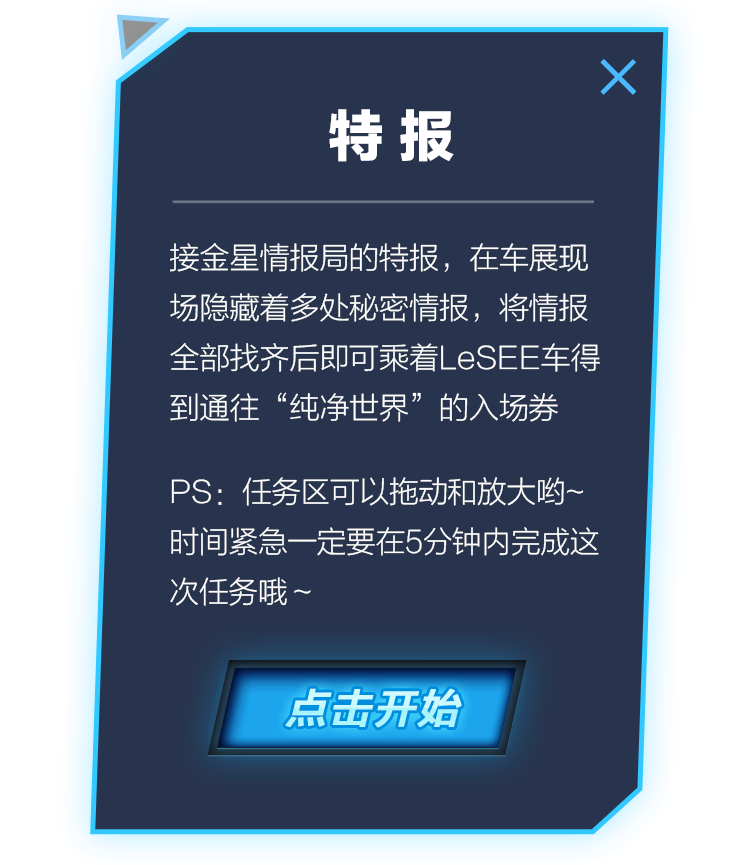 特报
接金星情报局的特报，在车展现
场隐藏着多处秘密情报，将情报
全部找齐后即可乘着LeSEE车得
到通往“纯净世界”的入场券
PS：任务区可以拖动和放大哟~
时间紧急一定要在5分钟内完成这
次任务哦~
点击开始